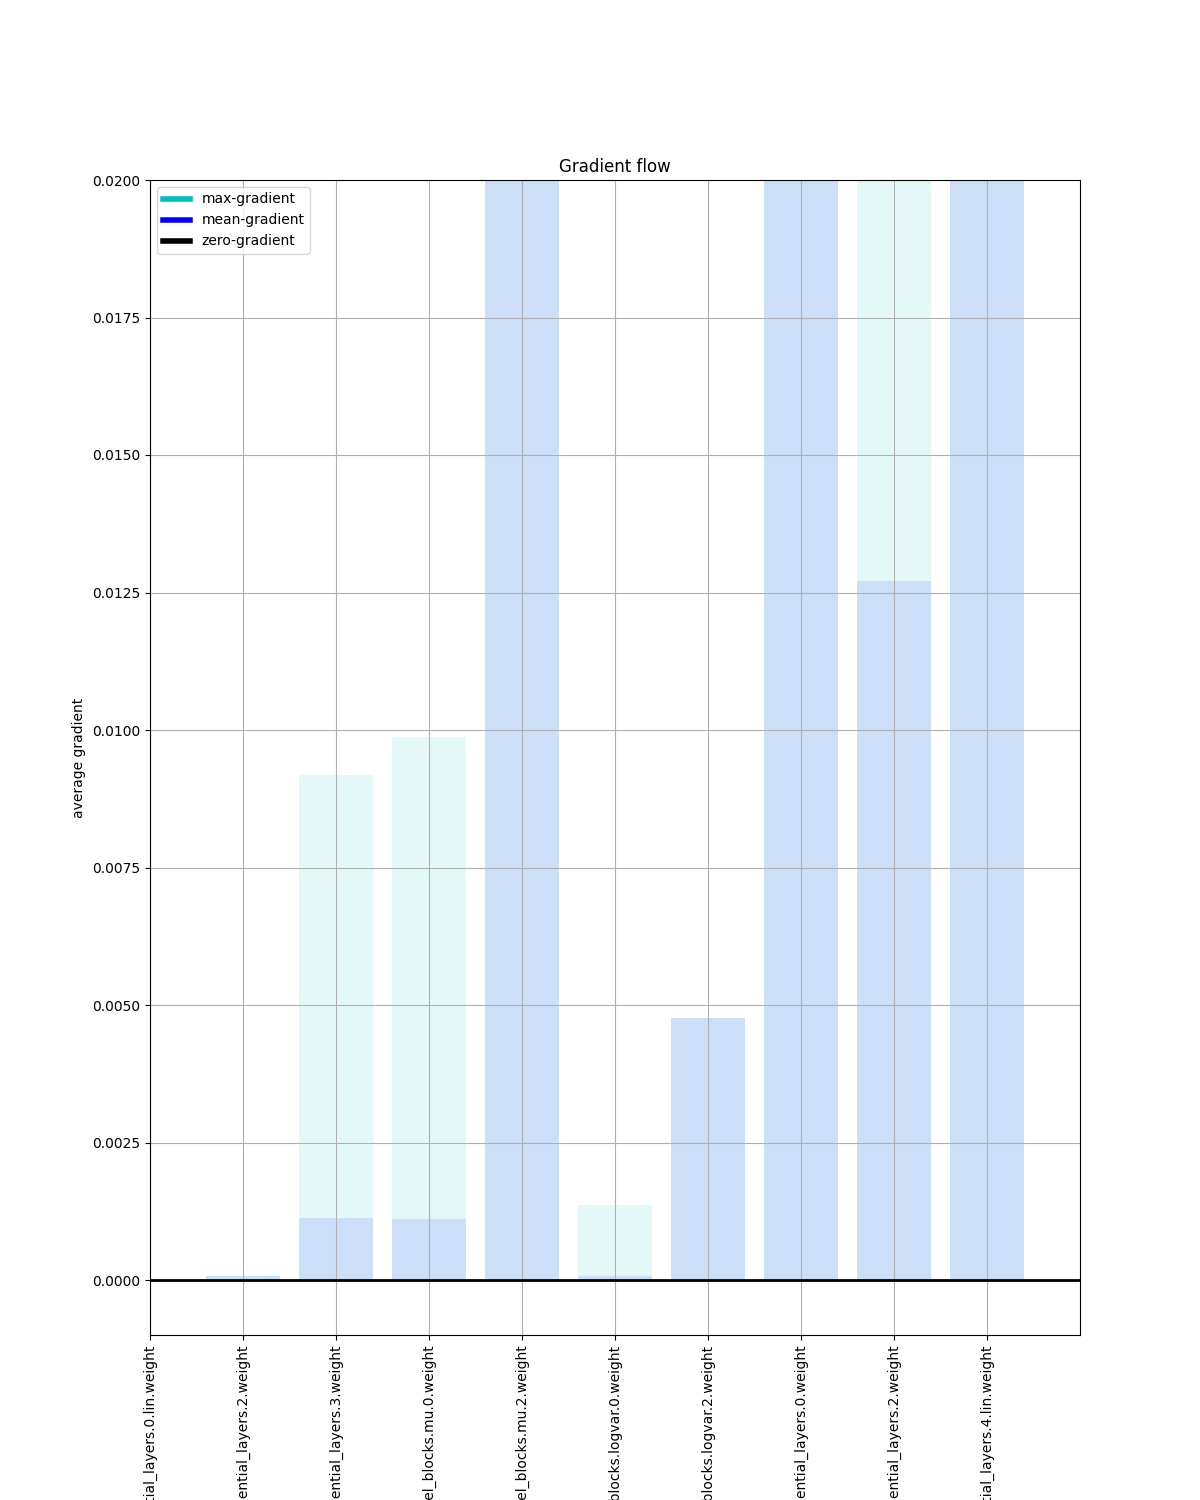 Gradient flow
max-gradient
mean-gradient
zero-gradient
0.0200
0.0175
0.0150
0.0125
0.0100
0.0075
0.0050
0.0025
0.0000
average gradient
tial_layers.0.lin.weight
ential_layers.2.weight
ential_layers.3.weight
el_blocks.mu.0.weight
el_blocks.mu.2.weight
blocks.logvar.0.weight
blocks.logvar.2.weight
ential_layers.0.weight
ential_layers.2.weight
tial_layers.4.lin.weight